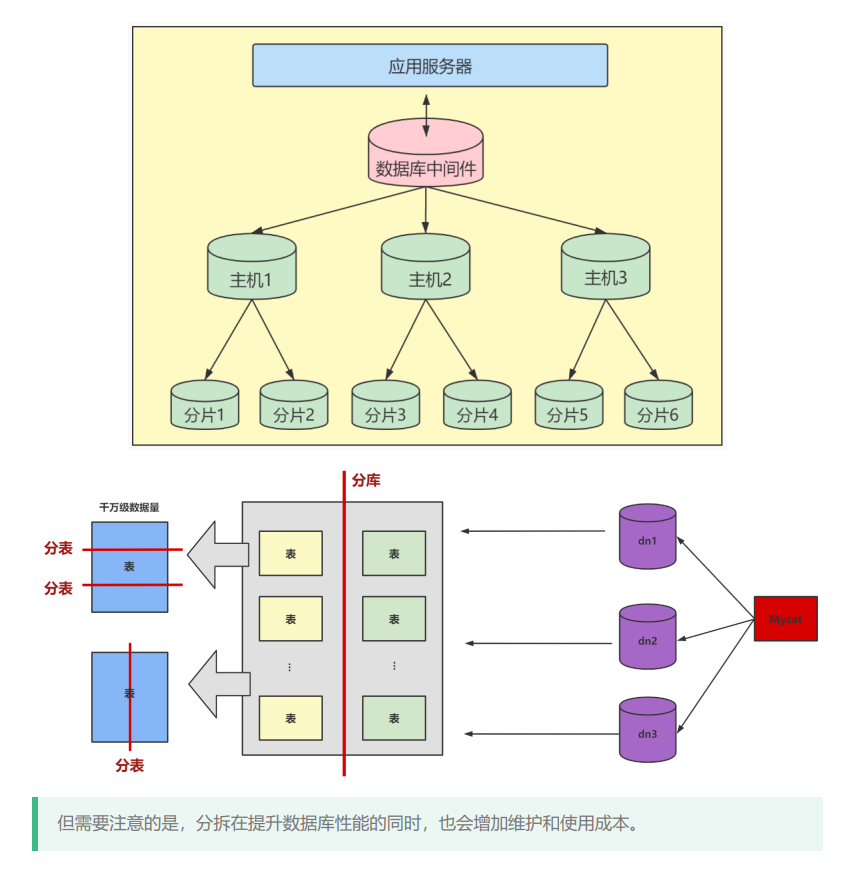 应用服务器
数据库中间件
主机1
主机2
主机3
分片1
分片2
分片3
分片4
分片5
分片6
分库
千万级数据量
分表
表
分表
表
表
表
表
⋮
⋮
表
表
表
分表
dn1
dn2
dn3
Mycat
但需要注意的是，分拆在提升数据库性能的同时，也会增加维护和使用成本。